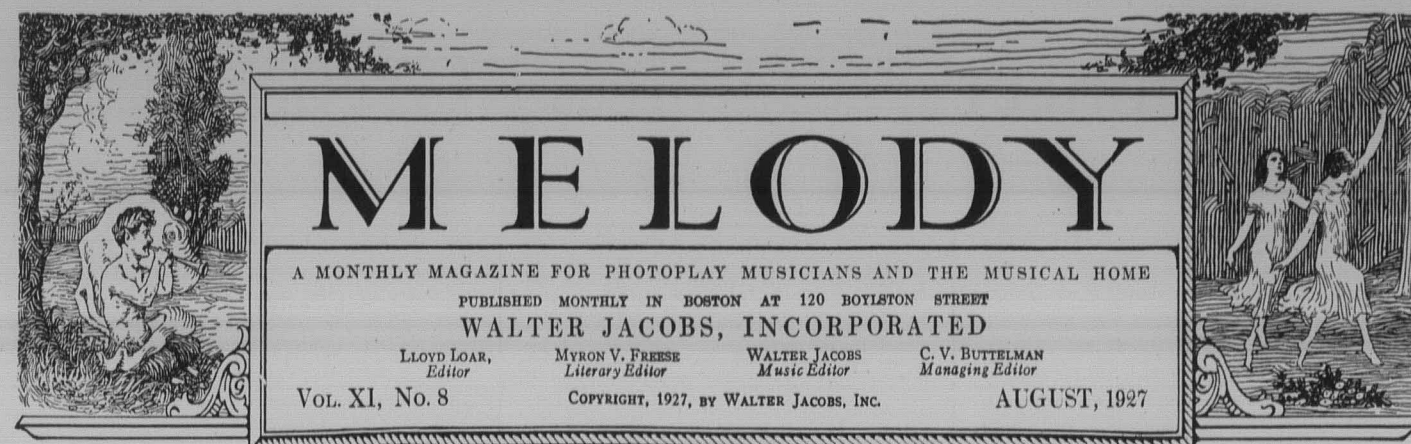 MELODY
A MONTHLY MAGAZINE FOR PHOTOPLAY MUSICIANS AND THE MUSICAL HOME
PUBLISHED MONTHLY IN BOSTON AT 120 BOYLSTON STREET
WALTER JACOBS, INCORPORATED
LLOYD LOAR, MYRON V. FREESE WALTER JACOBS C. V. BUTTELMAN
Editor Literary Editor Music Editor Managing Editor
VOL. XI, NO. 8 COPYRIGHT, 1927, BY WALTER JACOBS, INC. AUGUST, 1927